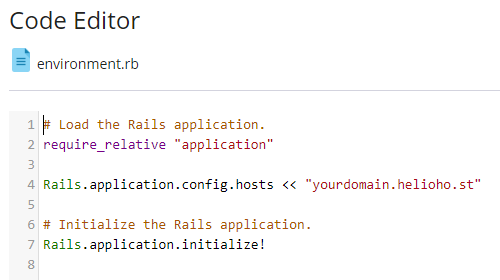 Code Editor
environment.rb
1 # Load the Rails application.
2 require_relative "application"
3
4 Rails.application.config.hosts << "yourdomain.helioho.st"
5
6 # Initialize the Rails application.
7 Rails.application.initialize!
8